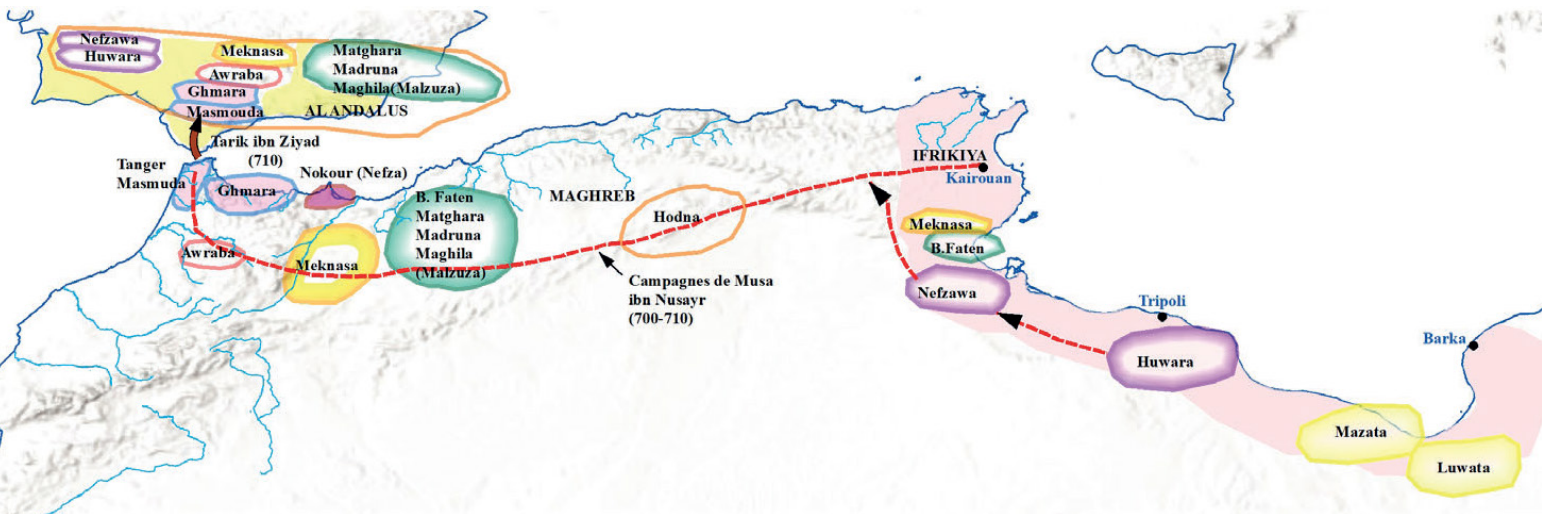 Nefzawa
Huwara
Meknasa
Awraba
Ghmara
Masmouda
Matghara
Madruna
Maghila(Malzuza)
ALANDALUS
Tarik ibn Ziyad
(710)
Tanger
Masmuda
Ghmara
Nokour (Nefza)
Awraba
Meknasa
B. Faten
Matghara
Madruna
Maghila
(Malzuza)
MAGHREB
Hodna
Campagnes de Musa
ibn Nusayr
(700-710)
IFRIKIYA
Kairouan
Meknasa
B.Faten
Nefzawa
Tripoli
Huwara
Barka
Mazata
Luwata